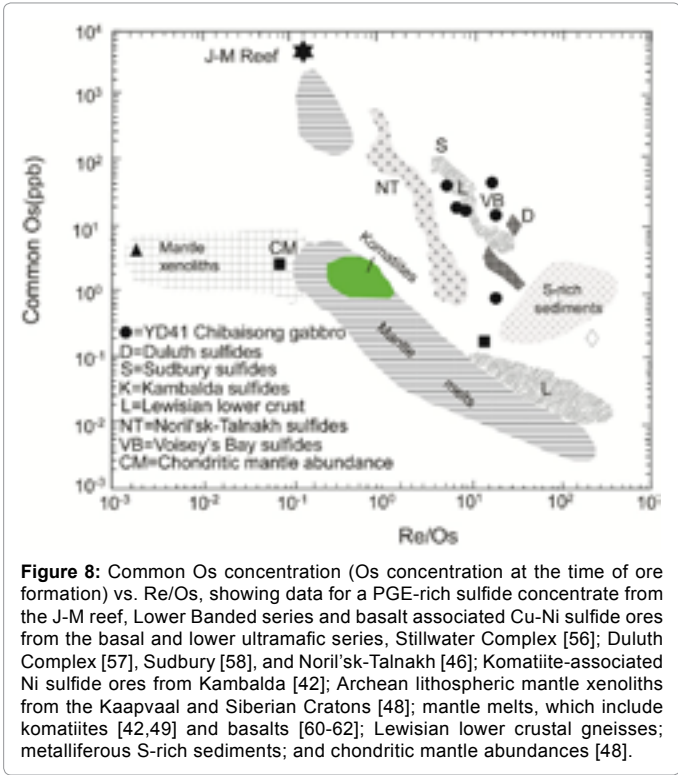 10⁴
J-M Reef
10³
S
10²
NT
L
VB
D
10¹
Komatiites
CM
Mantle
xenoliths
S-rich
sediments
10⁰
●=YD41 Chibaisong gabbro
D=Duluth sulfides
S=Sudbury sulfides
K=Kambalda sulfides
L=Lewisian lower crust
NT=Noril'sk-Talnakh sulfides
VB=Voisey's Bay sulfides
CM=Chondritic mantle abundance
Mantle melts
L
10⁻¹
10⁻²
10⁻³
Common Os(ppb)
10⁻³ 10⁻² 10⁻¹ 10⁰ 10¹ 10² 10³
Re/Os
Figure 8: Common Os concentration (Os concentration at the time of ore
formation) vs. Re/Os, showing data for a PGE-rich sulfide concentrate from
the J-M reef, Lower Banded series and basalt associated Cu-Ni sulfide ores
from the basal and lower ultramafic series, Stillwater Complex [56]; Duluth
Complex [57], Sudbury [58], and Noril'sk-Talnakh [46]; Komatiite-associated
Ni sulfide ores from Kambalda [42]; Archean lithospheric mantle xenoliths
from the Kaapvaal and Siberian Cratons [48]; mantle melts, which include
komatiites [42,49] and basalts [60-62]; Lewisian lower crustal gneisses;
metalliferous S-rich sediments; and chondritic mantle abundances [48].